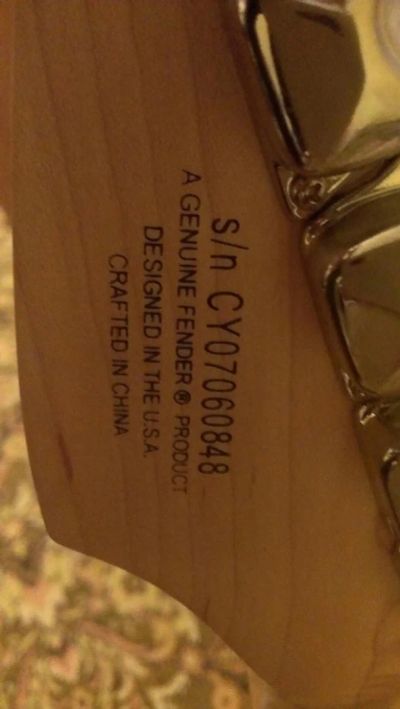 s/n CY07060848
A GENUINE FENDER® PRODUCT
DESIGNED IN THE U.S.A.
CRAFTED IN CHINA